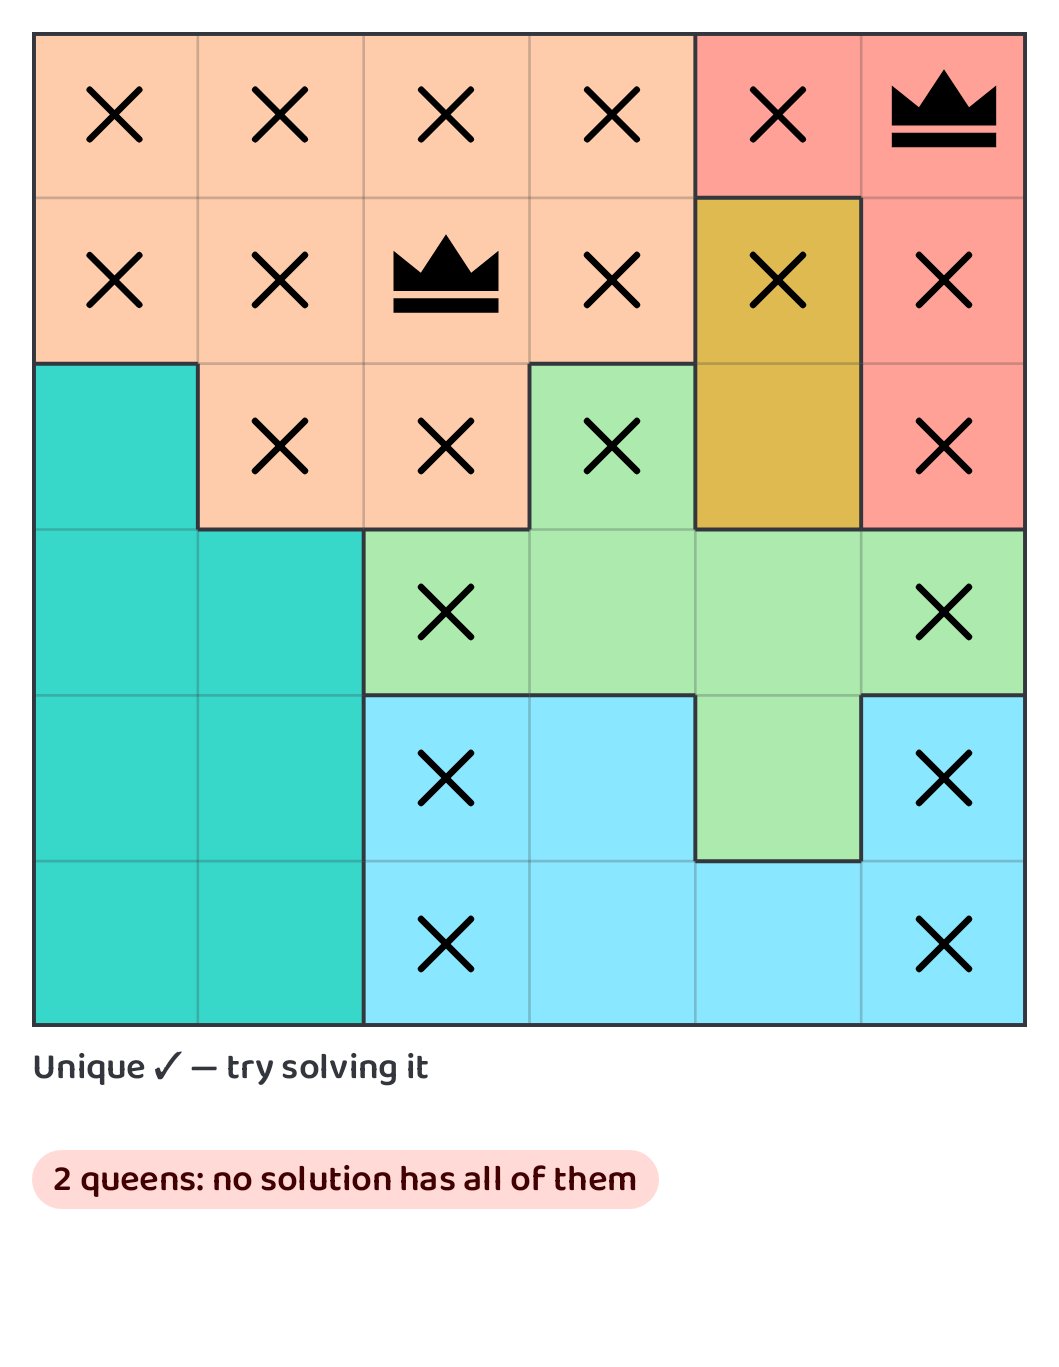 Unique ✓ — try solving it
2 queens: no solution has all of them